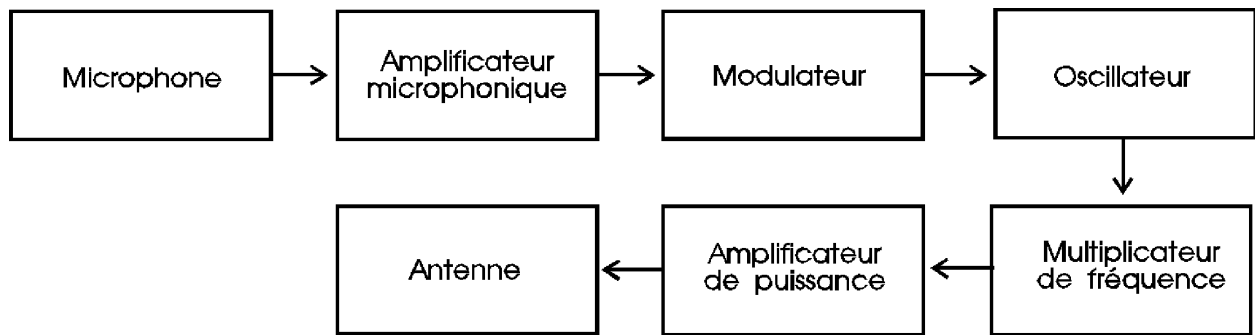 Microphone
Amplificateur
microphonique
Modulateur
Oscillateur
Multiplicateur
de fréquence
Amplificateur
de puissance
Antenne